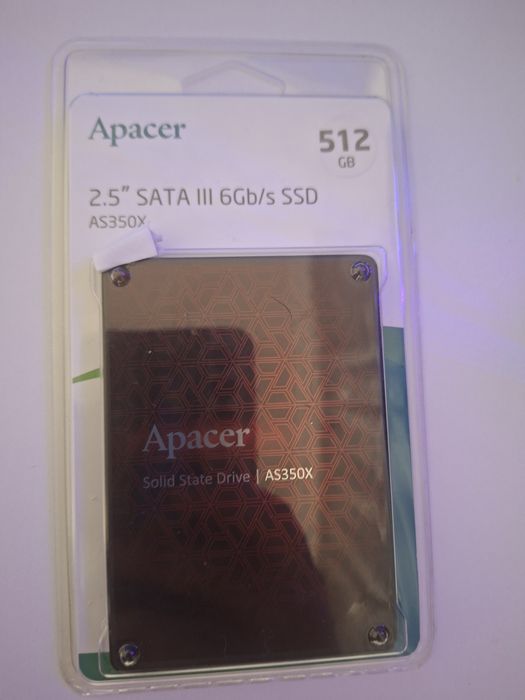 Apacer
512
GB
2.5" SATA III 6Gb/s SSD
AS350X
Apacer
Solid State Drive | AS350X